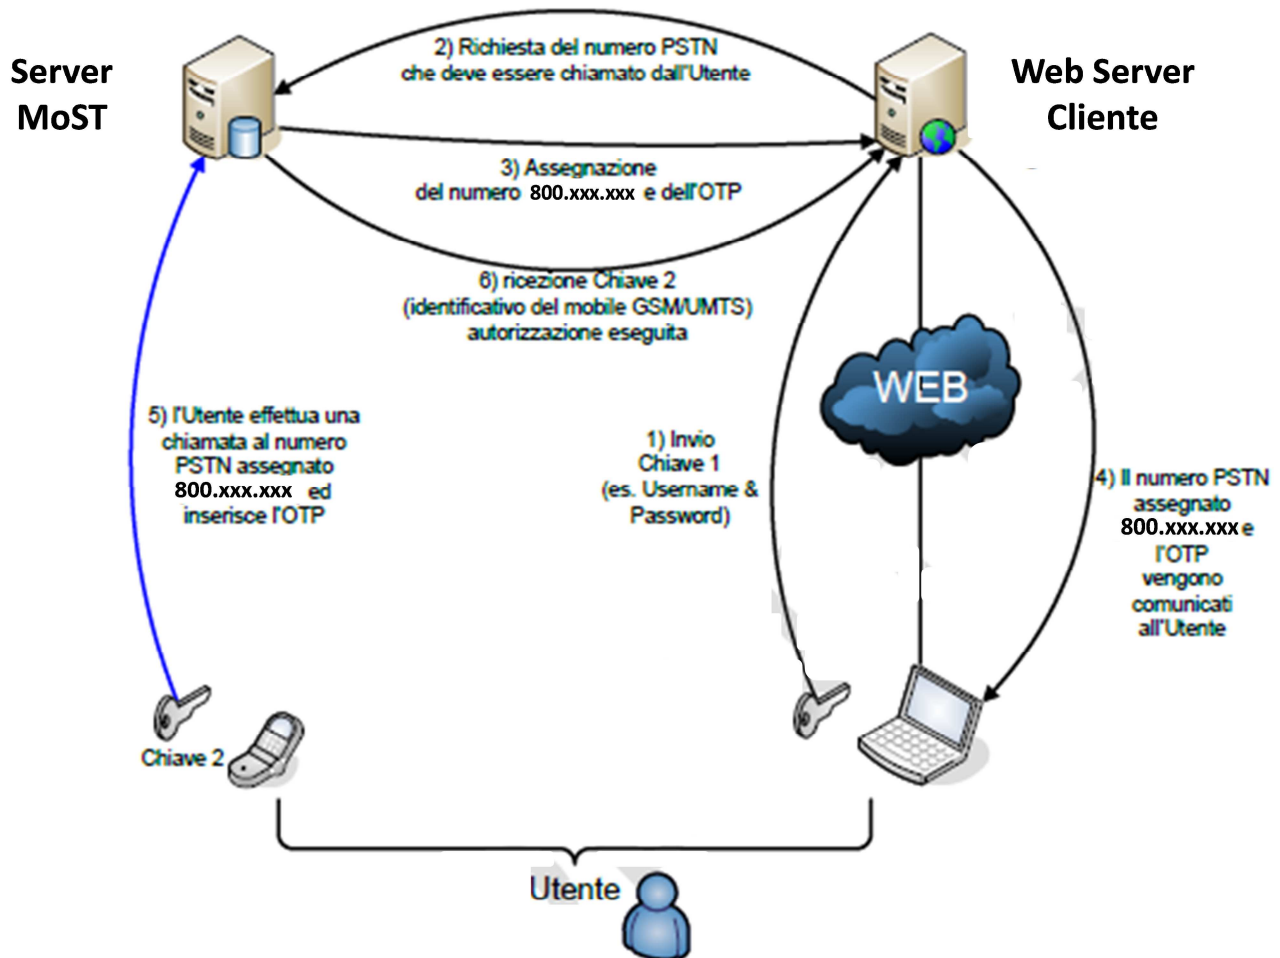 Server
MoST
2) Richiesta del numero PSTN
che deve essere chiamato dall'Utente
Web Server
Cliente
3) Assegnazione
del numero 800.xxx.xxx e dell'OTP
6) ricezione Chiave 2
(identificativo del mobile GSM/UMTS)
autorizzazione eseguita
WEB
5) l'Utente effettua una
chiamata al numero
PSTN assegnato
800.xxx.xxx ed
inserisce l'OTP
1) Invio
Chiave 1
(es. Username &
Password)
4) Il numero PSTN
assegnato
800.xxx.xxx e
l'OTP
vengono
comunicati
all'Utente
Chiave 2
Utente